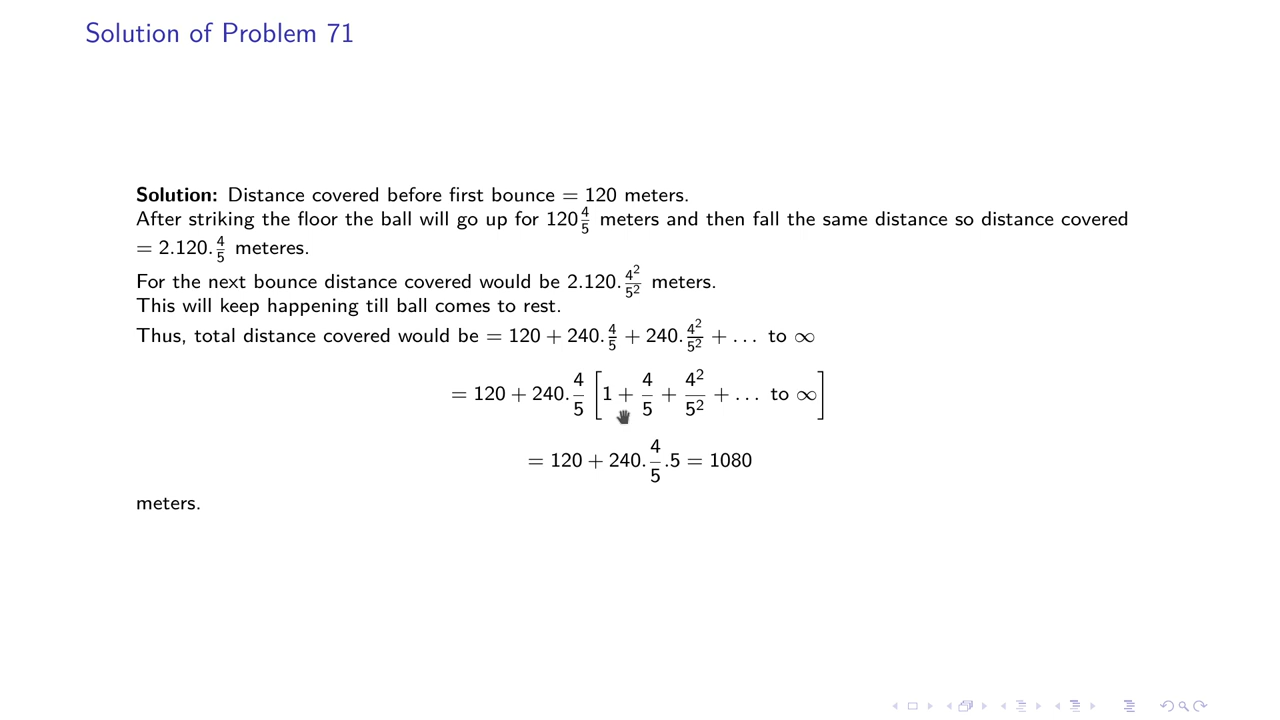 Solution of Problem 71
Solution: Distance covered before first bounce = 120 meters.
After striking the floor the ball will go up for 120 4/5 meters and then fall the same distance so distance covered
= 2.120. 4/5 meteres.
For the next bounce distance covered would be 2.120. 4²/5² meters.
This will keep happening till ball comes to rest.
Thus, total distance covered would be = 120 + 240. 4/5 + 240. 4²/5² + . . . to ∞
= 120 + 240. 4/5 [1 + 4/5 + 4²/5² + . . . to ∞]
= 120 + 240. 4/5 .5 = 1080
meters.